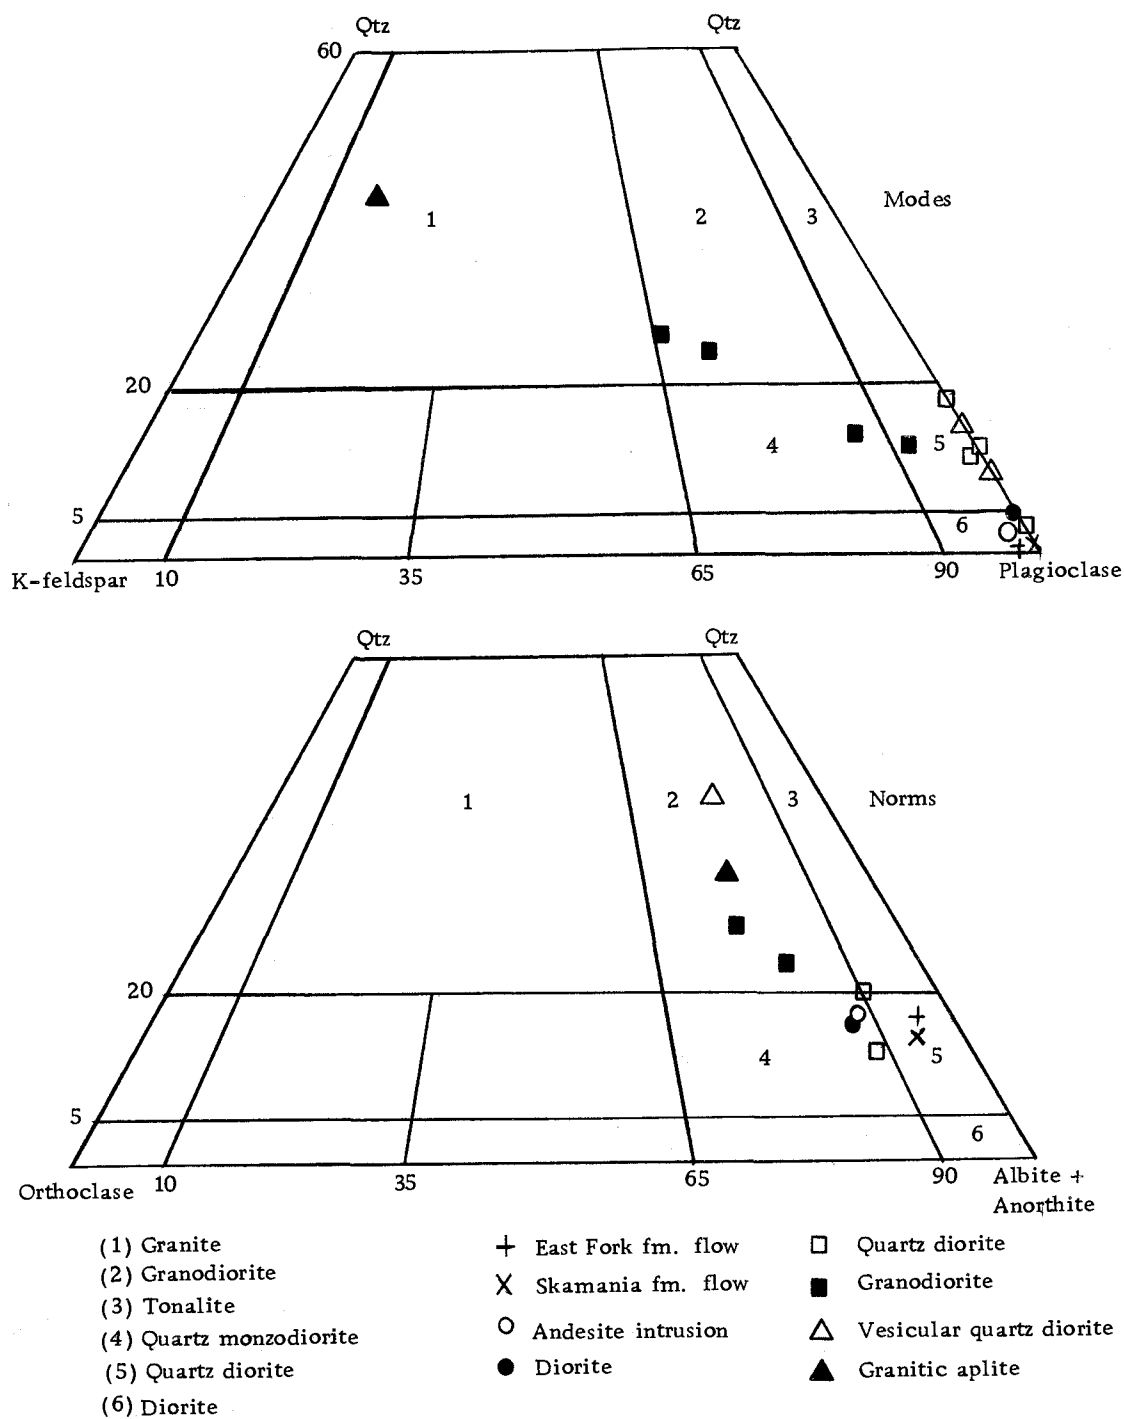 Qtz Qtz
60
Modes
1 2 3
20
4 5
5 6
K-feldspar 10 35 65 90 Plagioclase
Qtz Qtz
1 2 3 Norms
20
4 5
5 6
Orthoclase 10 35 65 90 Albite +
Anorthite
(1) Granite
(2) Granodiorite
(3) Tonalite
(4) Quartz monzodiorite
(5) Quartz diorite
(6) Diorite
East Fork fm. flow
Skamania fm. flow
Andesite intrusion
Diorite
Quartz diorite
Granodiorite
Vesicular quartz diorite
Granitic aplite